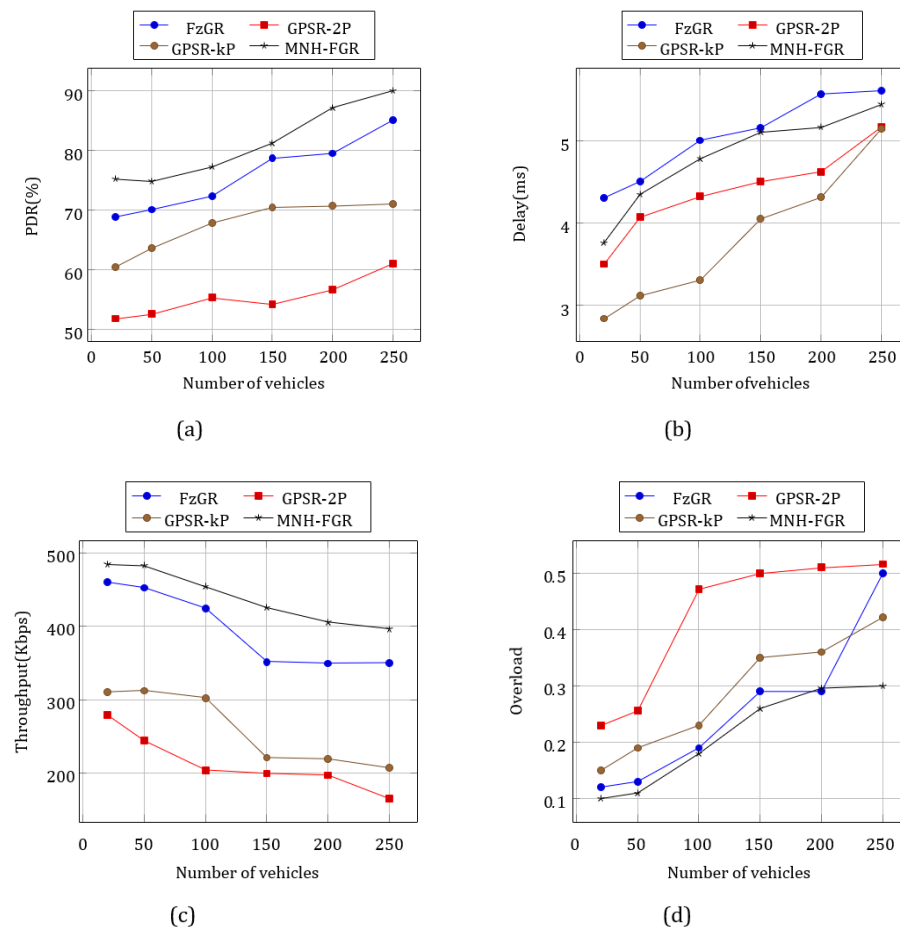 FzGR GPSR-2P
GPSR-kP MNH-FGR
90
80
70
60
50
PDR(%)
0 50 100 150 200 250
Number of vehicles
(a)
FzGR GPSR-2P
GPSR-kP MNH-FGR
5
4
3
Delay(ms)
0 50 100 150 200 250
Number ofvehicles
(b)
FzGR GPSR-2P
GPSR-kP MNH-FGR
500
400
300
200
Throughput(Kbps)
0 50 100 150 200 250
Number of vehicles
(c)
FzGR GPSR-2P
GPSR-kP MNH-FGR
0.5
0.4
0.3
0.2
0.1
Overload
0 50 100 150 200 250
Number of vehicles
(d)